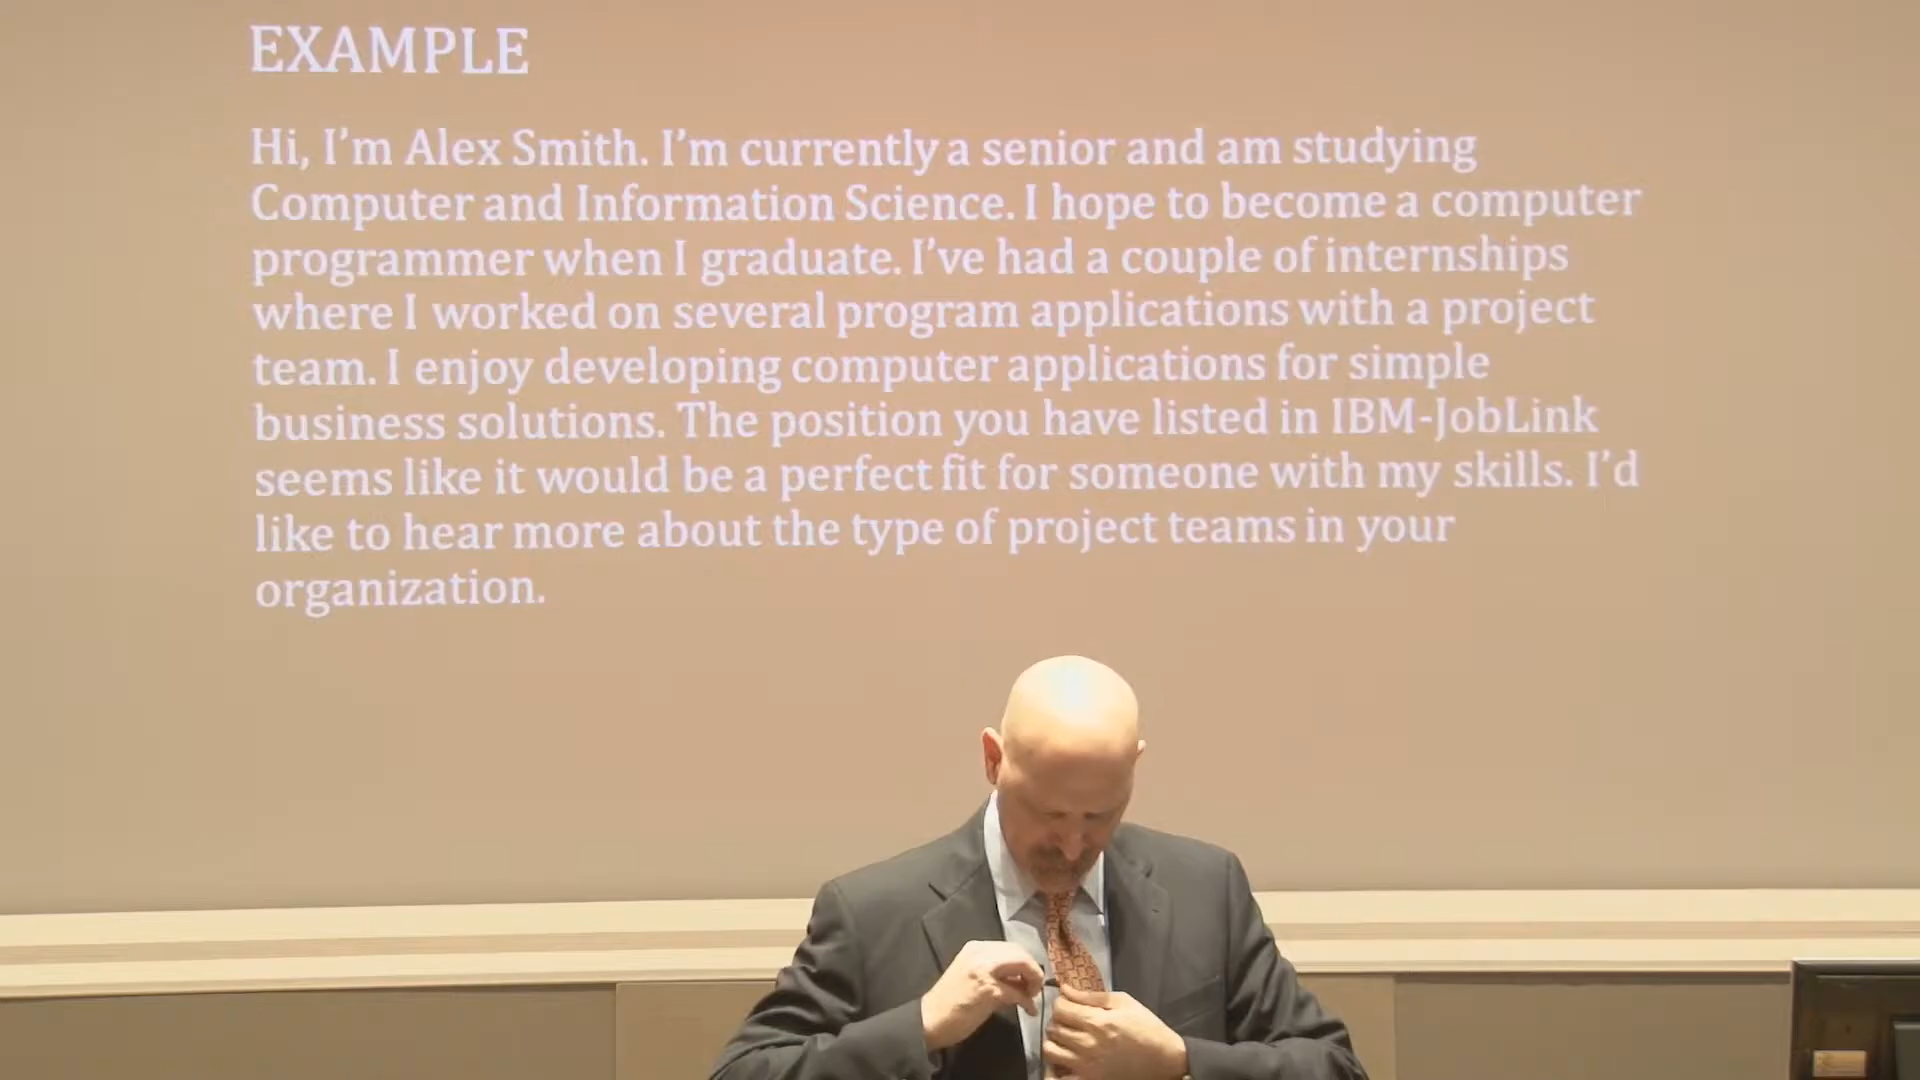 EXAMPLE
Hi, I’m Alex Smith. I’m currently a senior and am studying
Computer and Information Science. I hope to become a computer
programmer when I graduate. I’ve had a couple of internships
where I worked on several program applications with a project
team. I enjoy developing computer applications for simple
business solutions. The position you have listed in IBM-JobLink
seems like it would be a perfect fit for someone with my skills. I’d
like to hear more about the type of project teams in your
organization.